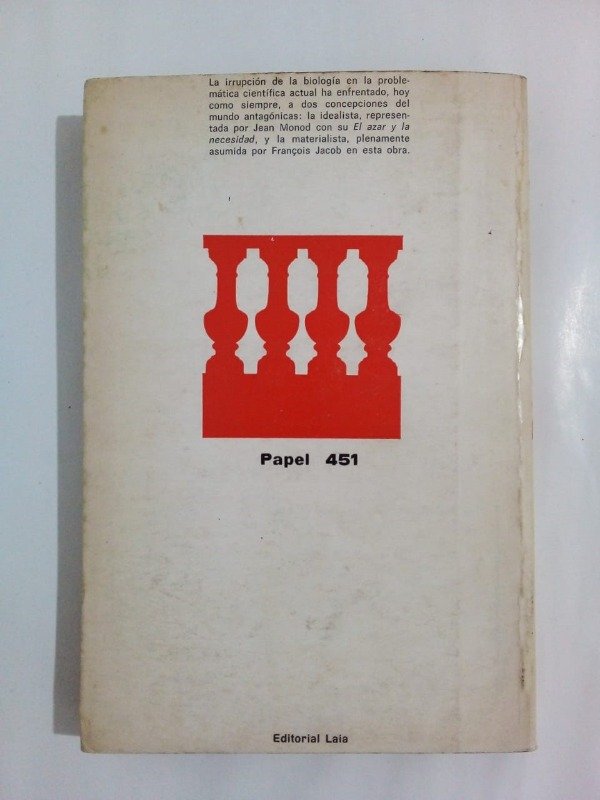 La irrupción de la biología en la proble-
mática científica actual ha enfrentado, hoy
como siempre, a dos concepciones del
mundo antagónicas: la idealista, represen-
tada por Jean Monod con su El azar y la
necesidad, y la materialista, plenamente
asumida por François Jacob en esta obra.
Papel 451
Editorial Laia